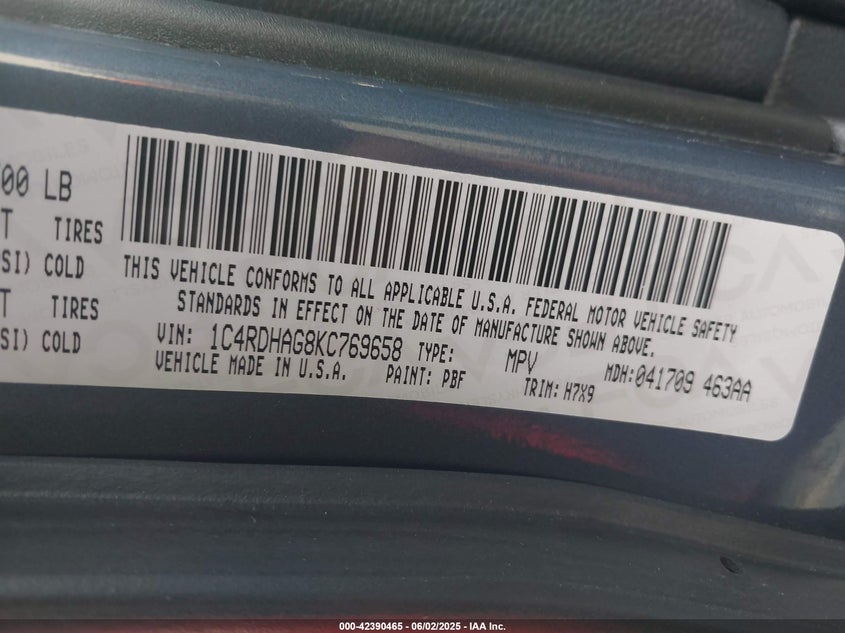 00 LB
T TIRES
SI) COLD
T TIRES
SI) COLD
THIS VEHICLE CONFORMS TO ALL APPLICABLE U.S.A. FEDERAL MOTOR VEHICLE SAFETY
STANDARDS IN EFFECT ON THE DATE OF MANUFACTURE SHOWN ABOVE.
VIN: 1C4RDHAG8KC769658 TYPE: MPV MDH:041709 463AA
VEHICLE MADE IN U.S.A. PAINT: PBF TRIM: H7X9
000-42390465 - 06/02/2025 - IAA Inc.